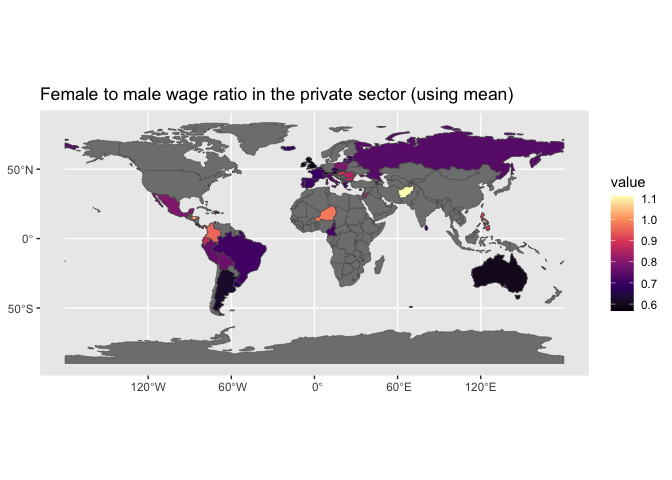 Female to male wage ratio in the private sector (using mean)
50°N
0°
50°S
120°W
60°W
0°
60°E
120°E
value
1.1
1.0
0.9
0.8
0.7
0.6